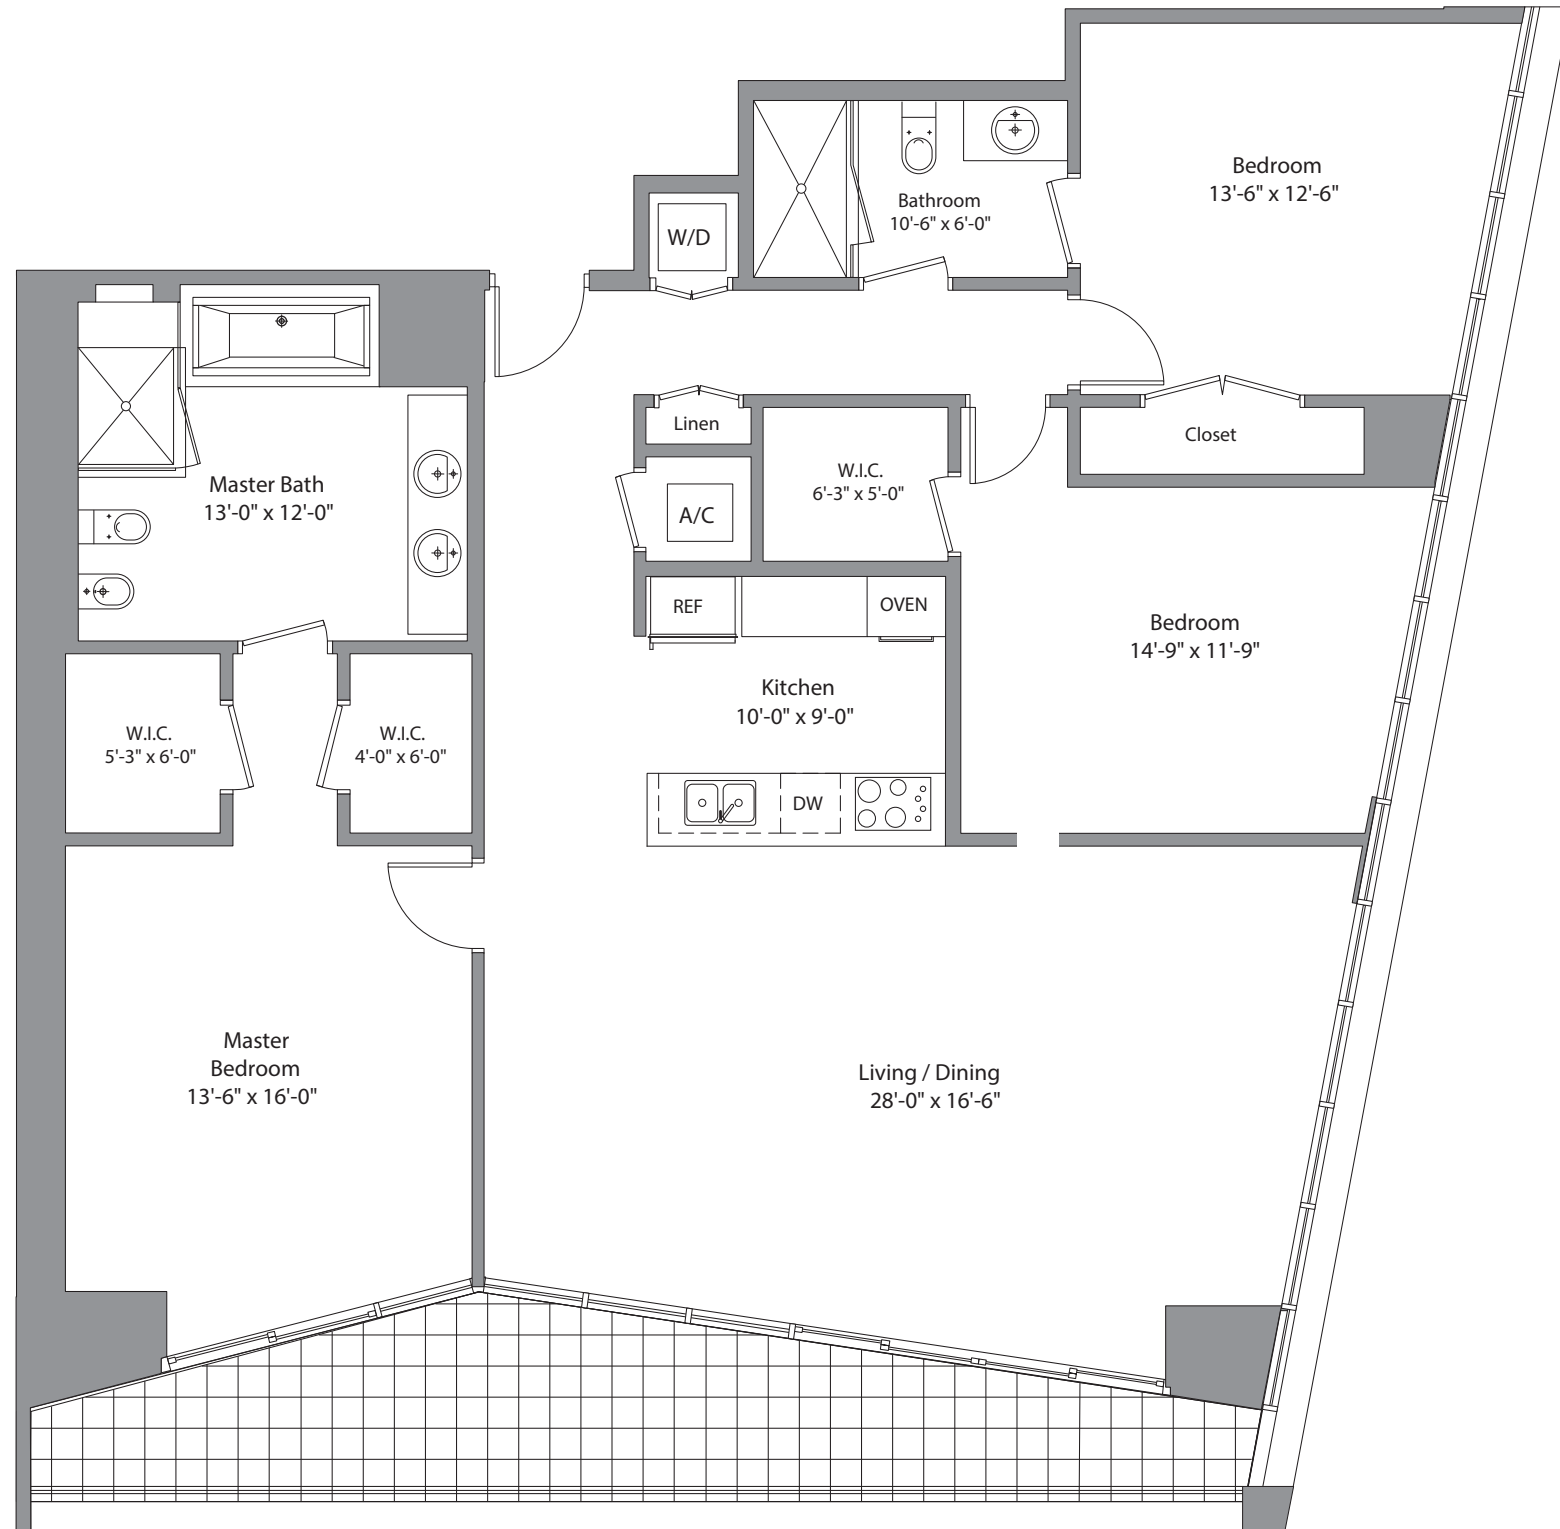 Bedroom
13'-6" x 12'-6"
Bathroom
10'-6" x 6'-0"
W/D
Linen
Closet
W.I.C.
6'-3" x 5'-0"
Master Bath
13'-0" x 12'-0"
A/C
REF
OVEN
Bedroom
14'-9" x 11'-9"
Kitchen
10'-0" x 9'-0"
W.I.C.
5'-3" x 6'-0"
W.I.C.
4'-0" x 6'-0"
DW
Master
Bedroom
13'-6" x 16'-0"
Living / Dining
28'-0" x 16'-6"